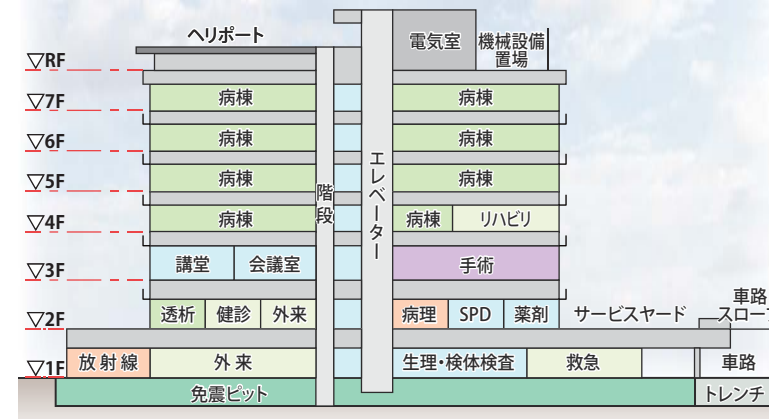 ヘリポート
電気室
機械設備
置場
▽RF
▽7F
病棟
病棟
▽6F
病棟
病棟
▽5F
病棟
病棟
階段
エレベーター
▽4F
病棟
病棟
リハビリ
▽3F
講堂
会議室
手術
▽2F
透析
健診
外来
病理
SPD
薬剤
サービスヤード
車路
スロープ
▽1F
放射線
外来
生理・検体検査
救急
車路
免震ピット
トレンチ